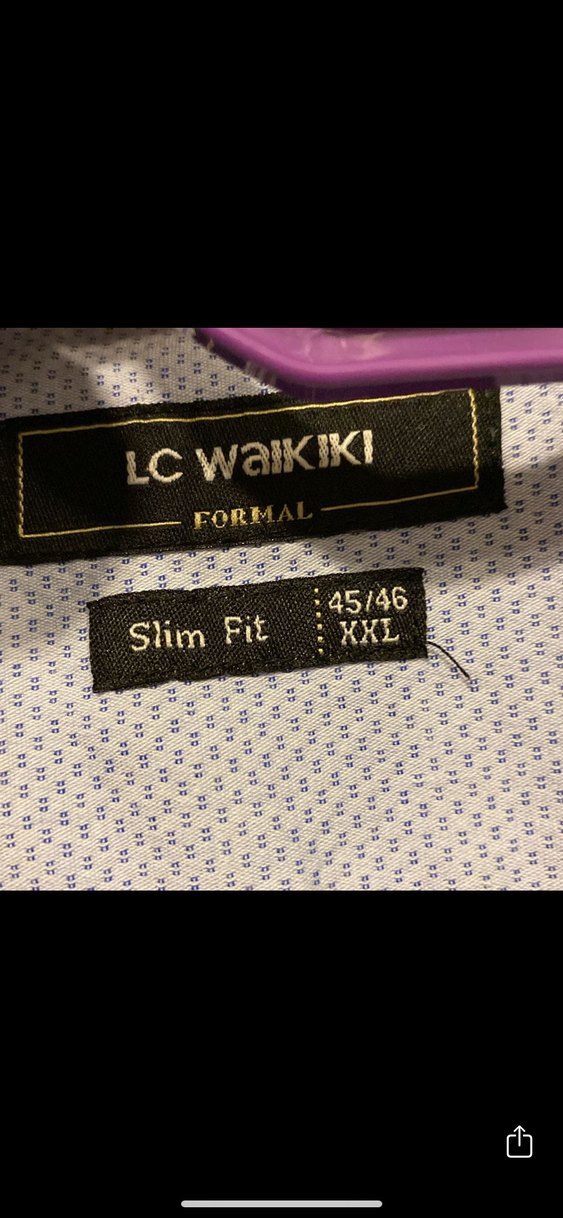 LC WaIKIKI
FORMAL
Slim Fit
45/46
XXL